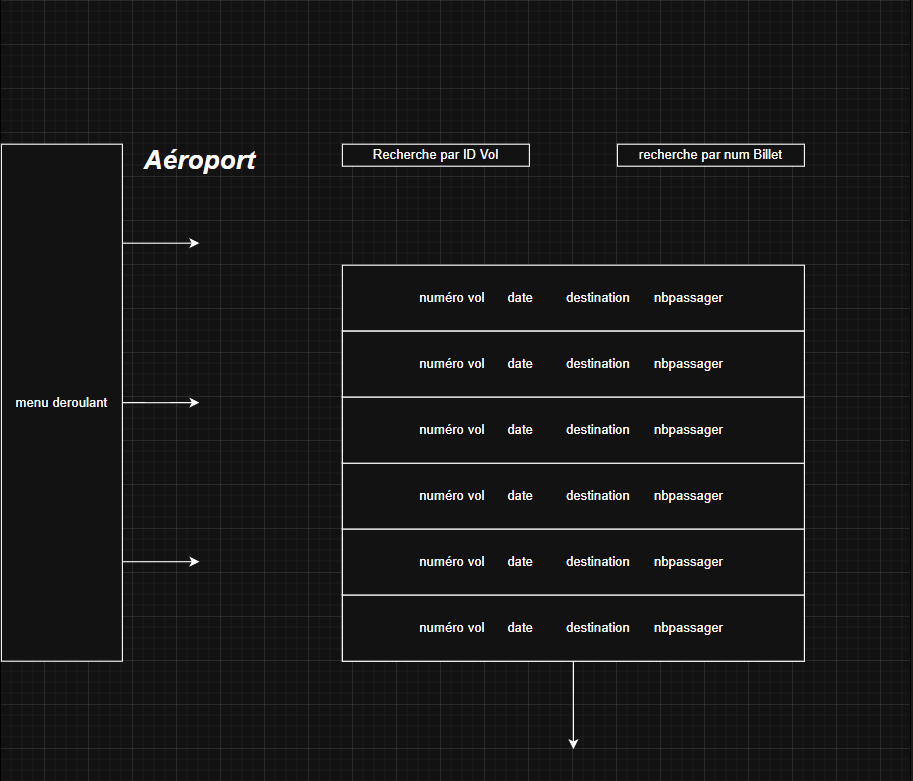 Aéroport
Recherche par ID Vol
recherche par num Billet
numéro vol date destination nbpassager
numéro vol date destination nbpassager
menu deroulant
numéro vol date destination nbpassager
numéro vol date destination nbpassager
numéro vol date destination nbpassager
numéro vol date destination nbpassager